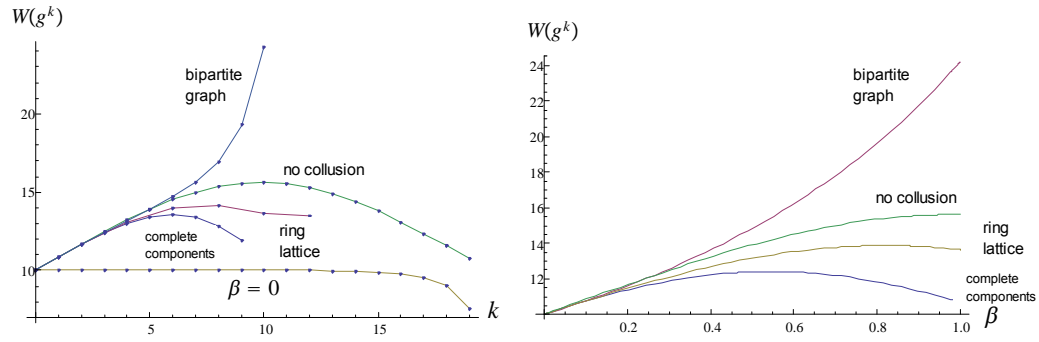 W(g^k)
20
15
10
5
10
15
k
bipartite
graph
no collusion
ring
lattice
complete
components
β = 0
W(g^k)
24
22
20
18
16
14
12
10
0.2
0.4
0.6
0.8
1.0
β
bipartite
graph
no collusion
ring
lattice
complete
components